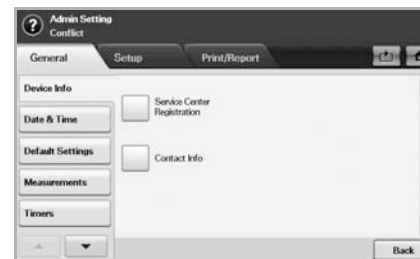 ?
Admin Setting
Conflict
General
Setup
Print/Report
Device Info
Date & Time
Default Settings
Measurements
Timers
Service Center
Registration
Contact Info
Back